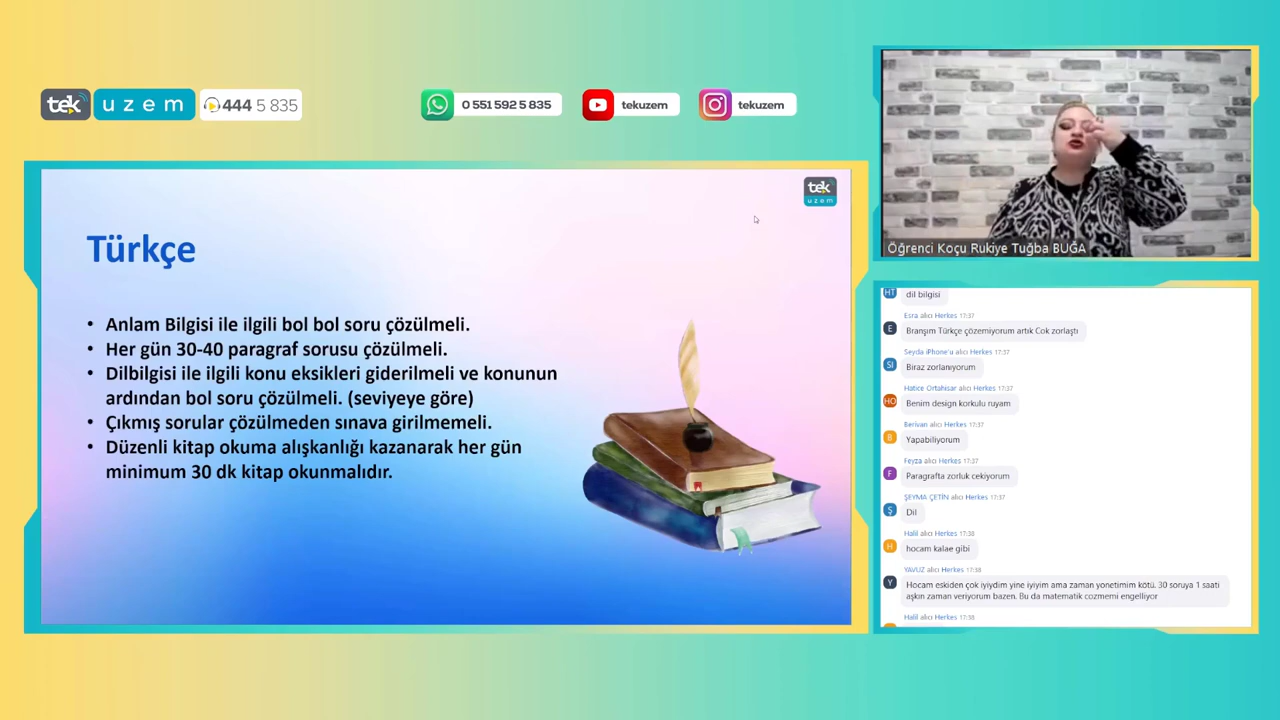 tek uzem 444 5 835
0 551 592 5 835
tekuzem
tekuzem
tek
uzem
Türkçe
• Anlam Bilgisi ile ilgili bol bol soru çözülmeli.
• Her gün 30-40 paragraf sorusu çözülmeli.
• Dilbilgisi ile ilgili konu eksikleri giderilmeli ve konunun
ardından bol soru çözülmeli. (seviyeye göre)
• Çıkmış sorular çözülmeden sınava girilmemeli.
• Düzenli kitap okuma alışkanlığı kazanarak her gün
minimum 30 dk kitap okunmalıdır.
Öğrenci Koçu Rukiye Tuğba BUĞA
HT
dil bilgisi
Esra alıcı Herkes 17:37
E
Branşım Türkçe çözemiyorum artık Cok zorlaştı
Seyda iPhone'u alıcı Herkes 17:37
SI
Biraz zorlanıyorum
Hatice Ortahisar alıcı Herkes 17:37
HO
Benim design korkulu ruyam
Berivan alıcı Herkes 17:37
B
Yapabiliyorum
Feyza alıcı Herkes 17:37
F
Paragrafta zorluk cekiyorum
ŞEYMA ÇETİN alıcı Herkes 17:37
Ş
Dil
Halil alıcı Herkes 17:38
H
hocam kalae gibi
YAVUZ alıcı Herkes 17:38
Y
Hocam eskiden çok iyiydim yine iyiyim ama zaman yonetimim kötü. 30 soruya 1 saati
aşkın zaman veriyorum bazen. Bu da matematik cozmemi engelliyor
Halil alıcı Herkes 17:38